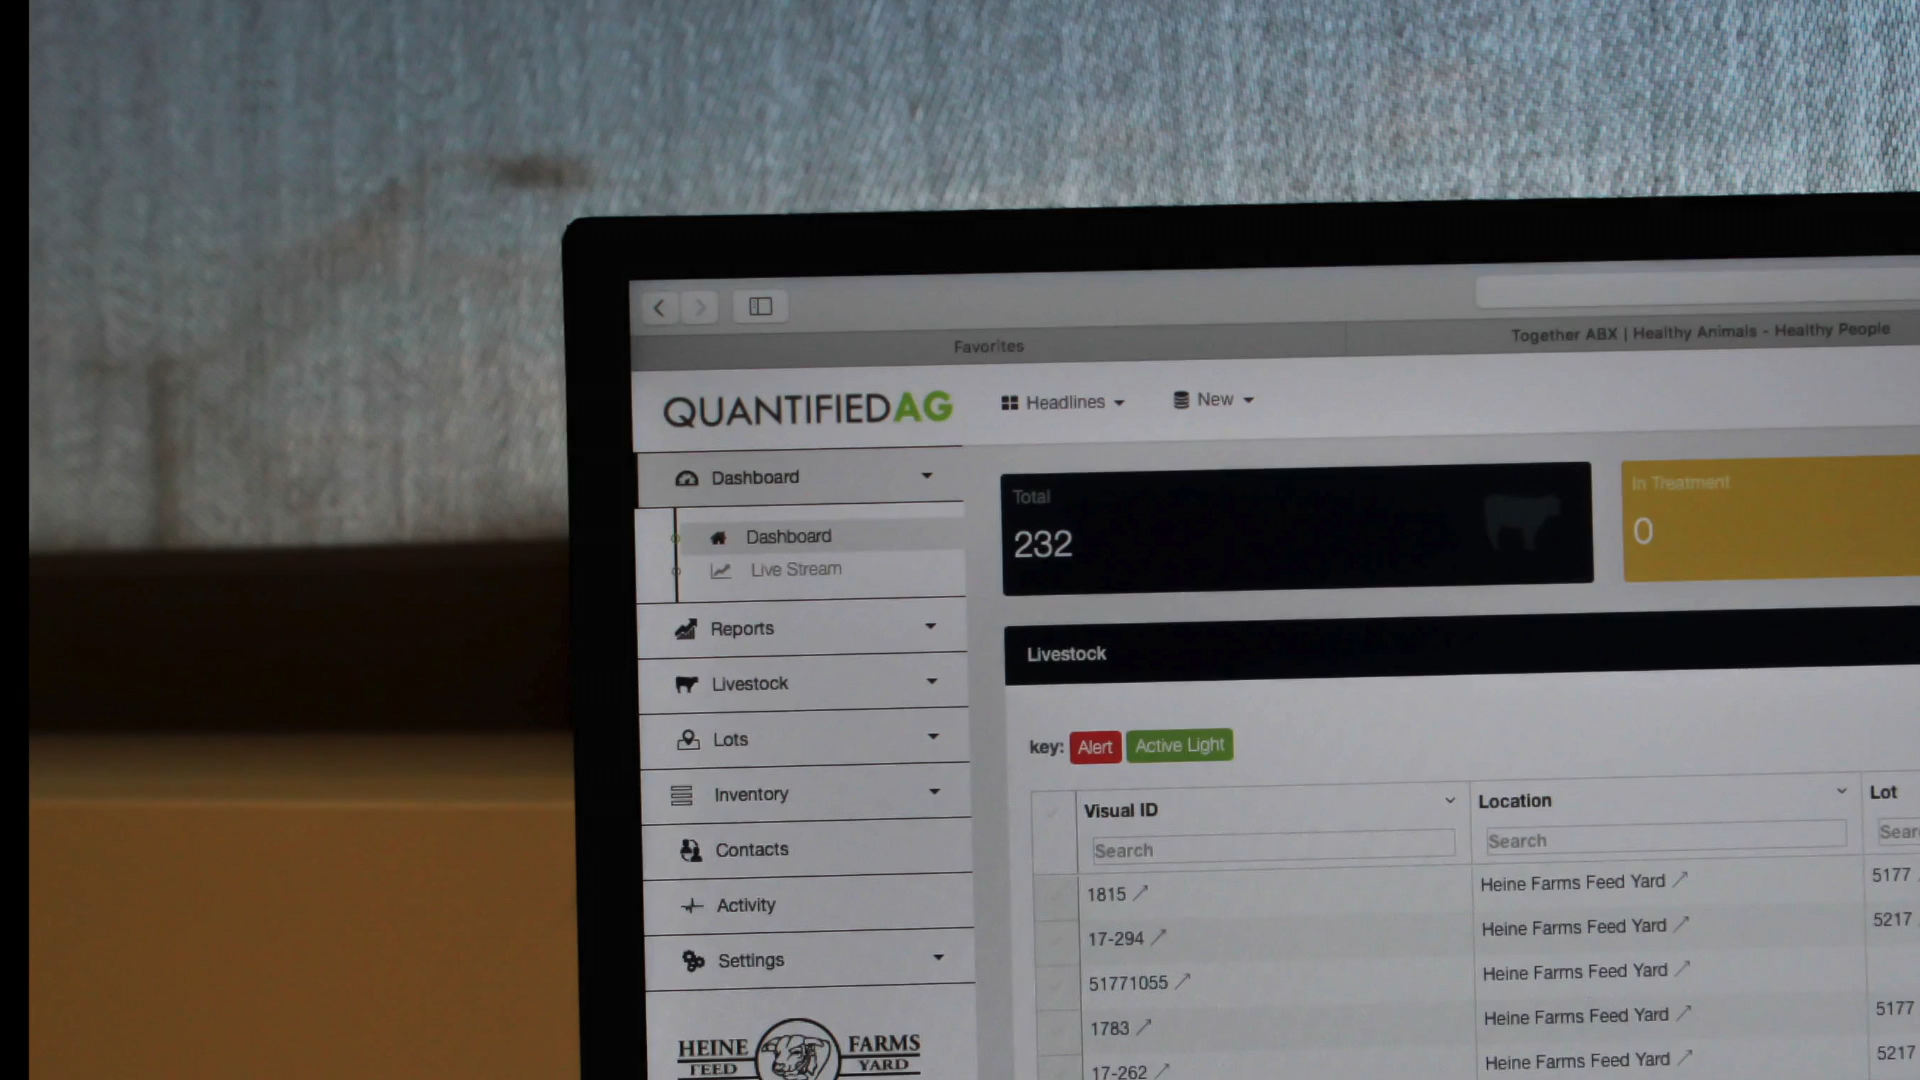 Favorites
Together ABX | Healthy Animals - Healthy People
QUANTIFIEDAG
Headlines
New
Dashboard
Dashboard
Live Stream
Reports
Livestock
Lots
Inventory
Contacts
Activity
Settings
HEINE FARMS
FEED YARD
Total
232
In Treatment
0
Livestock
key: Alert Active Light
Visual ID Location Lot
Search Search Sear
1815 Heine Farms Feed Yard 5177
17-294 Heine Farms Feed Yard 5217
51771055 Heine Farms Feed Yard
1783 Heine Farms Feed Yard 5177
17-262 Heine Farms Feed Yard 5217